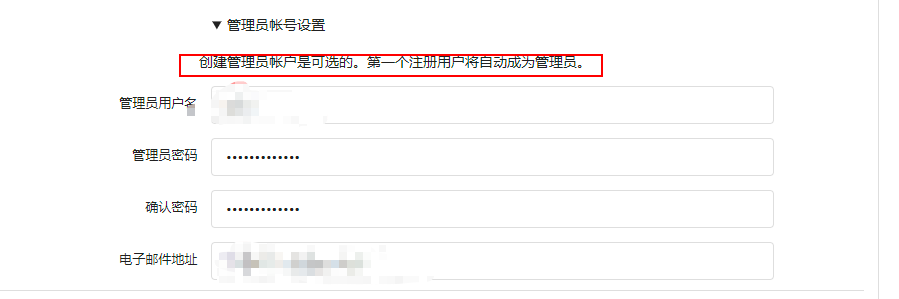 ▼ 管理员帐号设置
创建管理员帐户是可选的。第一个注册用户将自动成为管理员。
管理员用户名
管理员密码 •••••••••••••
确认密码 •••••••••••••
电子邮件地址